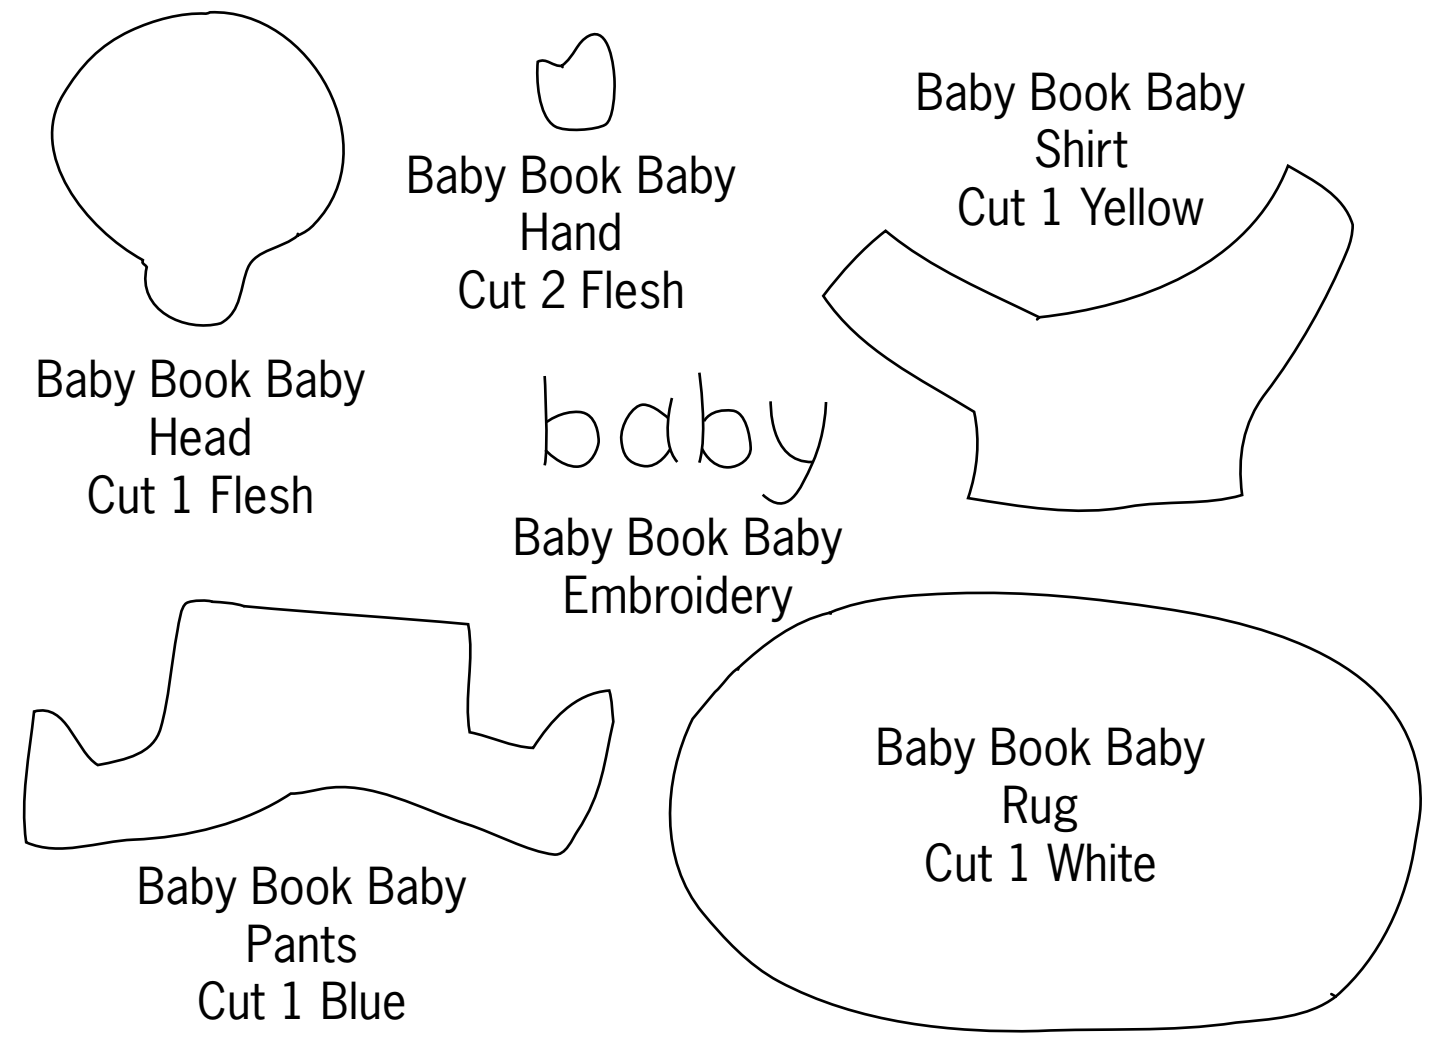 Baby Book Baby
Head
Cut 1 Flesh
Baby Book Baby
Hand
Cut 2 Flesh
Baby Book Baby
Shirt
Cut 1 Yellow
baby
Baby Book Baby
Embroidery
Baby Book Baby
Pants
Cut 1 Blue
Baby Book Baby
Rug
Cut 1 White